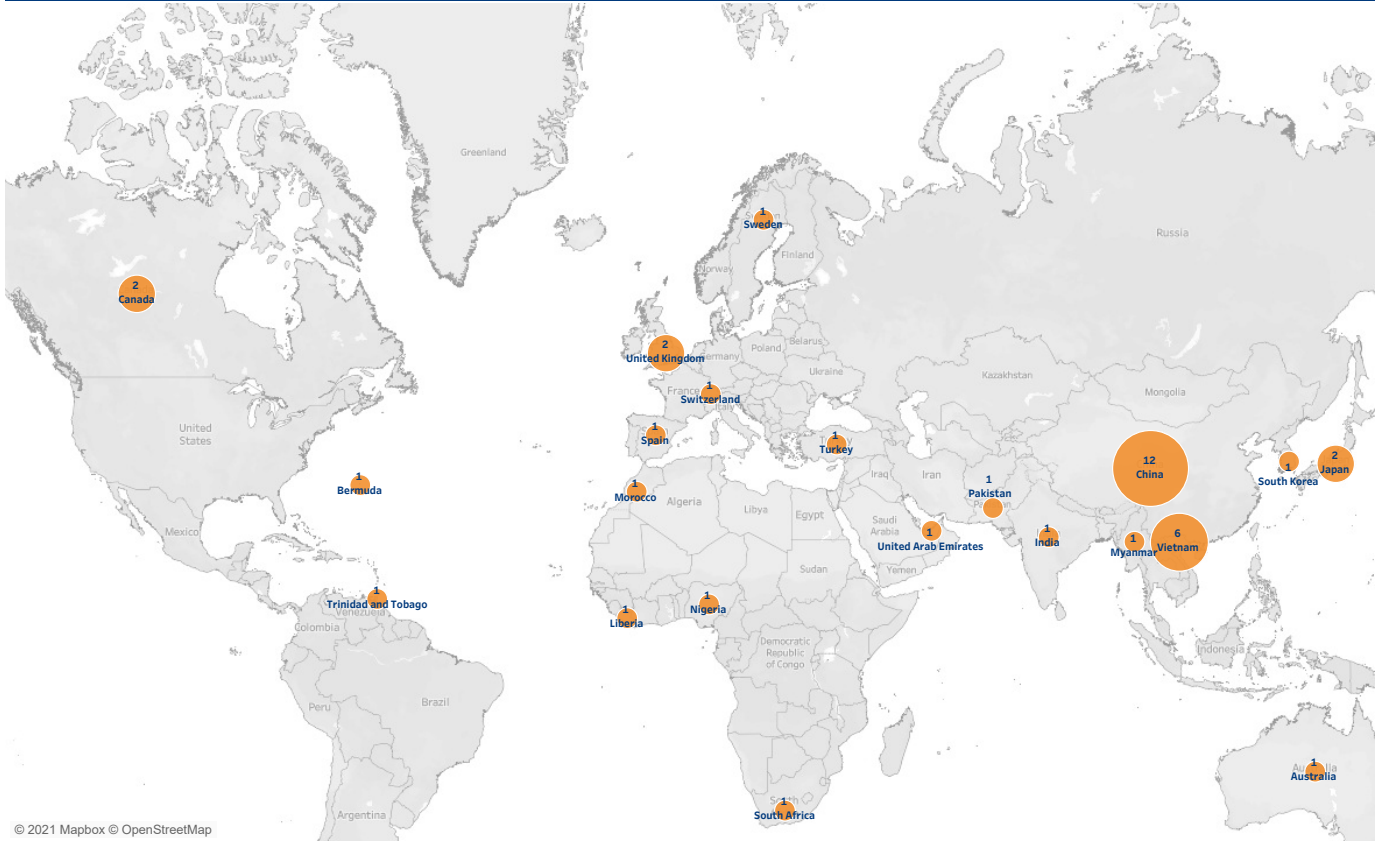 Greenland
Russia
1
Sweden
Finland
Norway
2
Canada
2
United Kingdom
Germany
Poland
Belarus
Ukraine
Kazakhstan
Mongolia
France
1
Switzerland
Italy
United
States
1
Spain
1
Turkey
12
China
1
South Korea
2
Japan
1
Bermuda
1
Morocco
Algeria
Libya
Egypt
Iraq
Iran
1
Pakistan
Mexico
Saudi
Arabia
1
United Arab Emirates
1
India
1
Myanmar
6
Vietnam
Yemen
Sudan
1
Trinidad and Tobago
Venezuela
Colombia
1
Liberia
1
Nigeria
Democratic
Republic
of Congo
Indonesia
Peru
Brazil
1
Australia
1
South Africa
Argentina
© 2021 Mapbox © OpenStreetMap